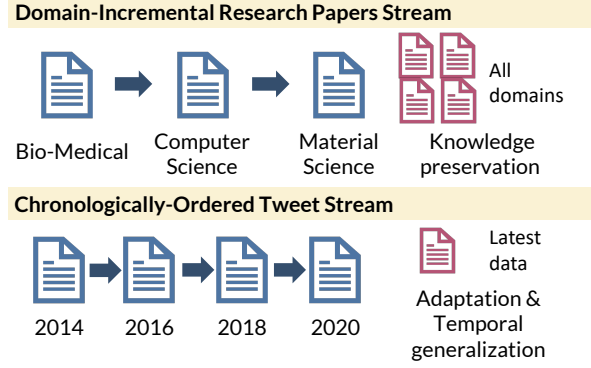 Domain-Incremental Research Papers Stream
All
domains
Bio-Medical
Computer
Science
Material
Science
Knowledge
preservation
Chronologically-Ordered Tweet Stream
Latest
data
2014
2016
2018
2020
Adaptation &
Temporal
generalization